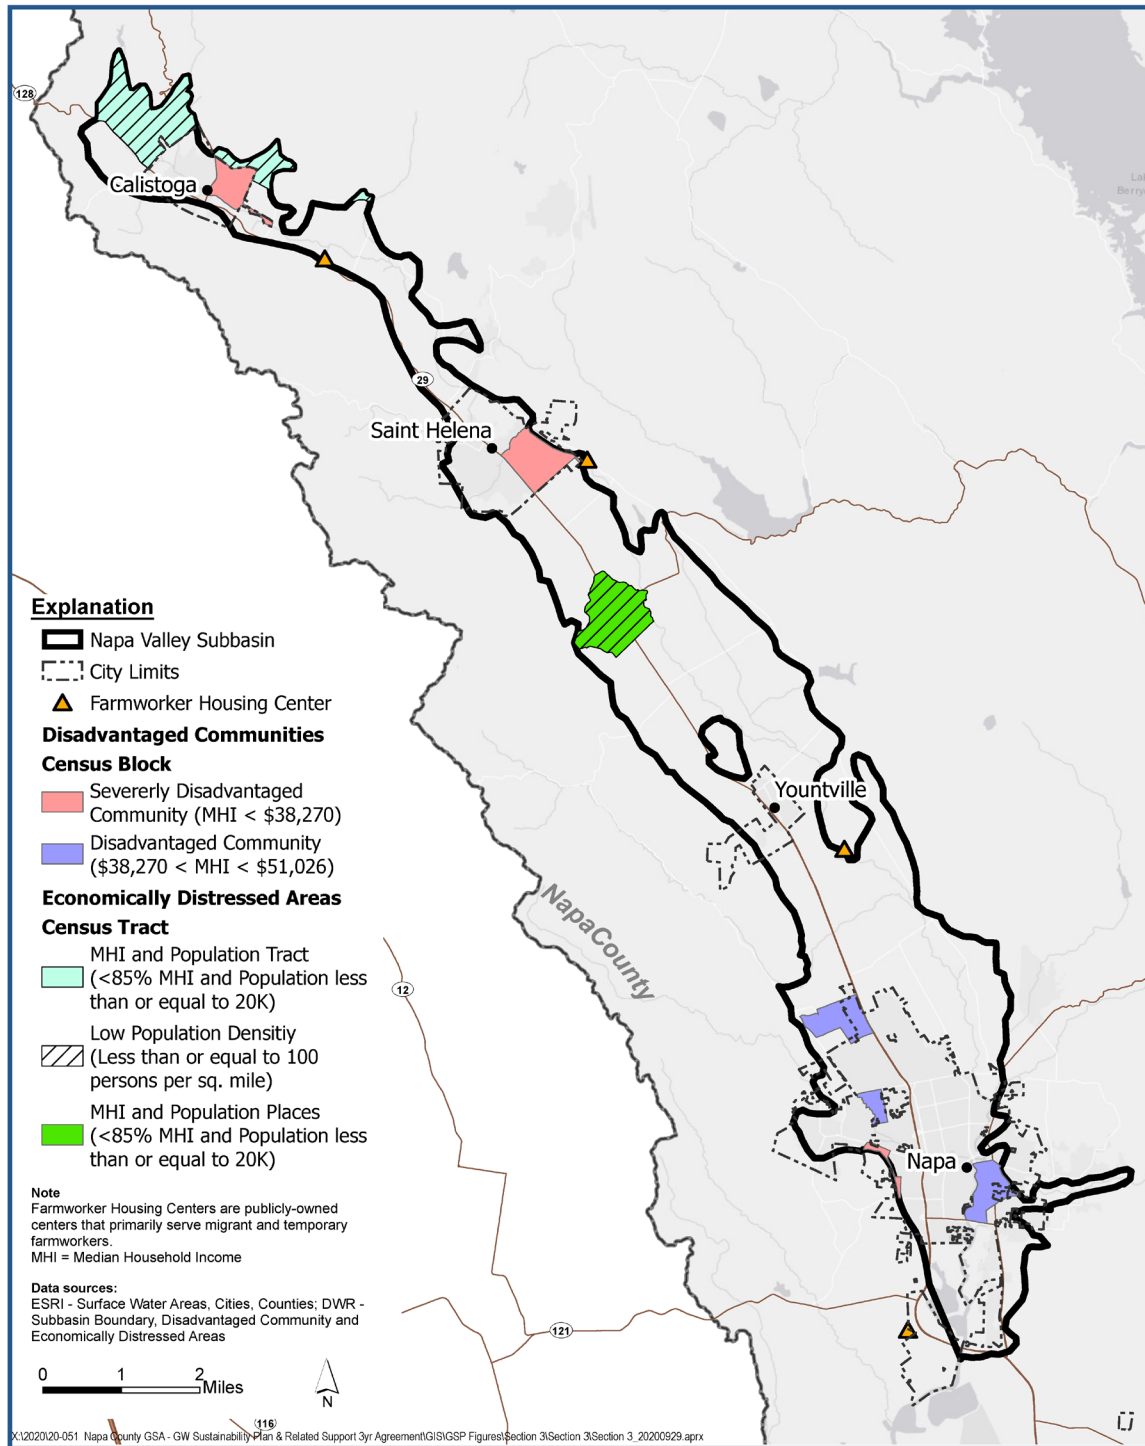 128
Calistoga
La
Berry
29
Saint Helena
Explanation
Napa Valley Subbasin
City Limits
Farmworker Housing Center
Disadvantaged Communities
Census Block
Severerly Disadvantaged
Community (MHI < $38,270)
Disadvantaged Community
($38,270 < MHI < $51,026)
Economically Distressed Areas
Census Tract
MHI and Population Tract
(<85% MHI and Population less
than or equal to 20K)
Low Population Densitiy
(Less than or equal to 100
persons per sq. mile)
MHI and Population Places
(<85% MHI and Population less
than or equal to 20K)
Yountville
NapaCounty
12
Napa
Note
Farmworker Housing Centers are publicly-owned
centers that primarily serve migrant and temporary
farmworkers.
MHI = Median Household Income
Data sources:
ESRI - Surface Water Areas, Cities, Counties; DWR -
Subbasin Boundary, Disadvantaged Community and
Economically Distressed Areas
121
0 1 2
Miles
N
116
X:\2020\20-051 Napa County GSA - GW Sustainability Plan & Related Support 3yr Agreement\GIS\GSP Figures\Section 3\Section 3\Section 3_20200929.aprx